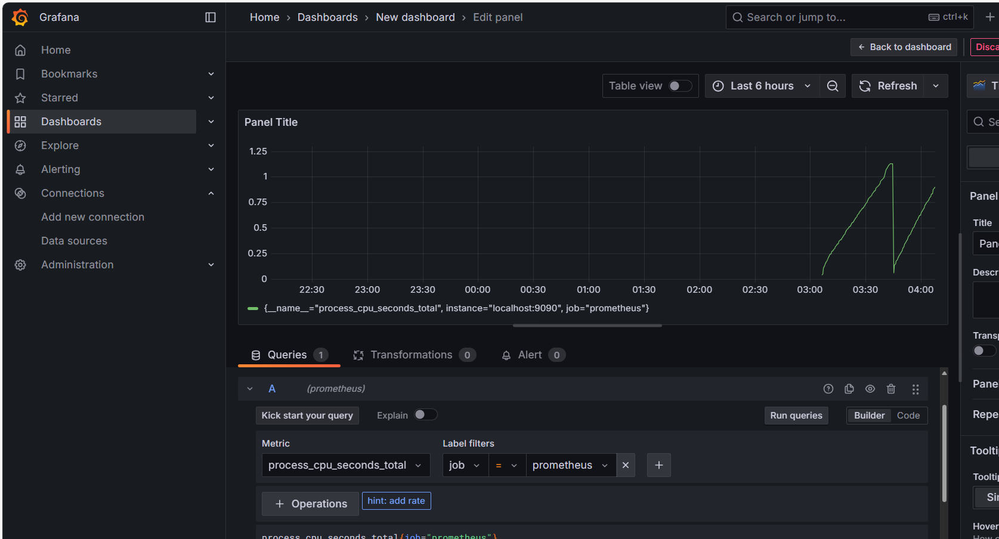 Grafana
Home › Dashboards › New dashboard › Edit panel
Search or jump to... ctrl+k
Home
Bookmarks
Starred
Dashboards
Explore
Alerting
Connections
Add new connection
Data sources
Administration
← Back to dashboard
Disca
Table view
Last 6 hours
Refresh
T
Se
Panel Title
1.25
1
0.75
0.5
0.25
0
22:30 23:00 23:30 00:00 00:30 01:00 01:30 02:00 02:30 03:00 03:30 04:00
{__name__="process_cpu_seconds_total", instance="localhost:9090", job="prometheus"}
Queries 1
Transformations 0
Alert 0
A (prometheus)
Kick start your query
Explain
Run queries
Builder Code
Metric
Label filters
process_cpu_seconds_total
job = prometheus
+ Operations
hint: add rate
process_cpu_seconds_total{job="prometheus"}
Panel
Title
Pan
Descr
Transp
Pane
Repe
Toolti
Tooltip
Sin
Hover